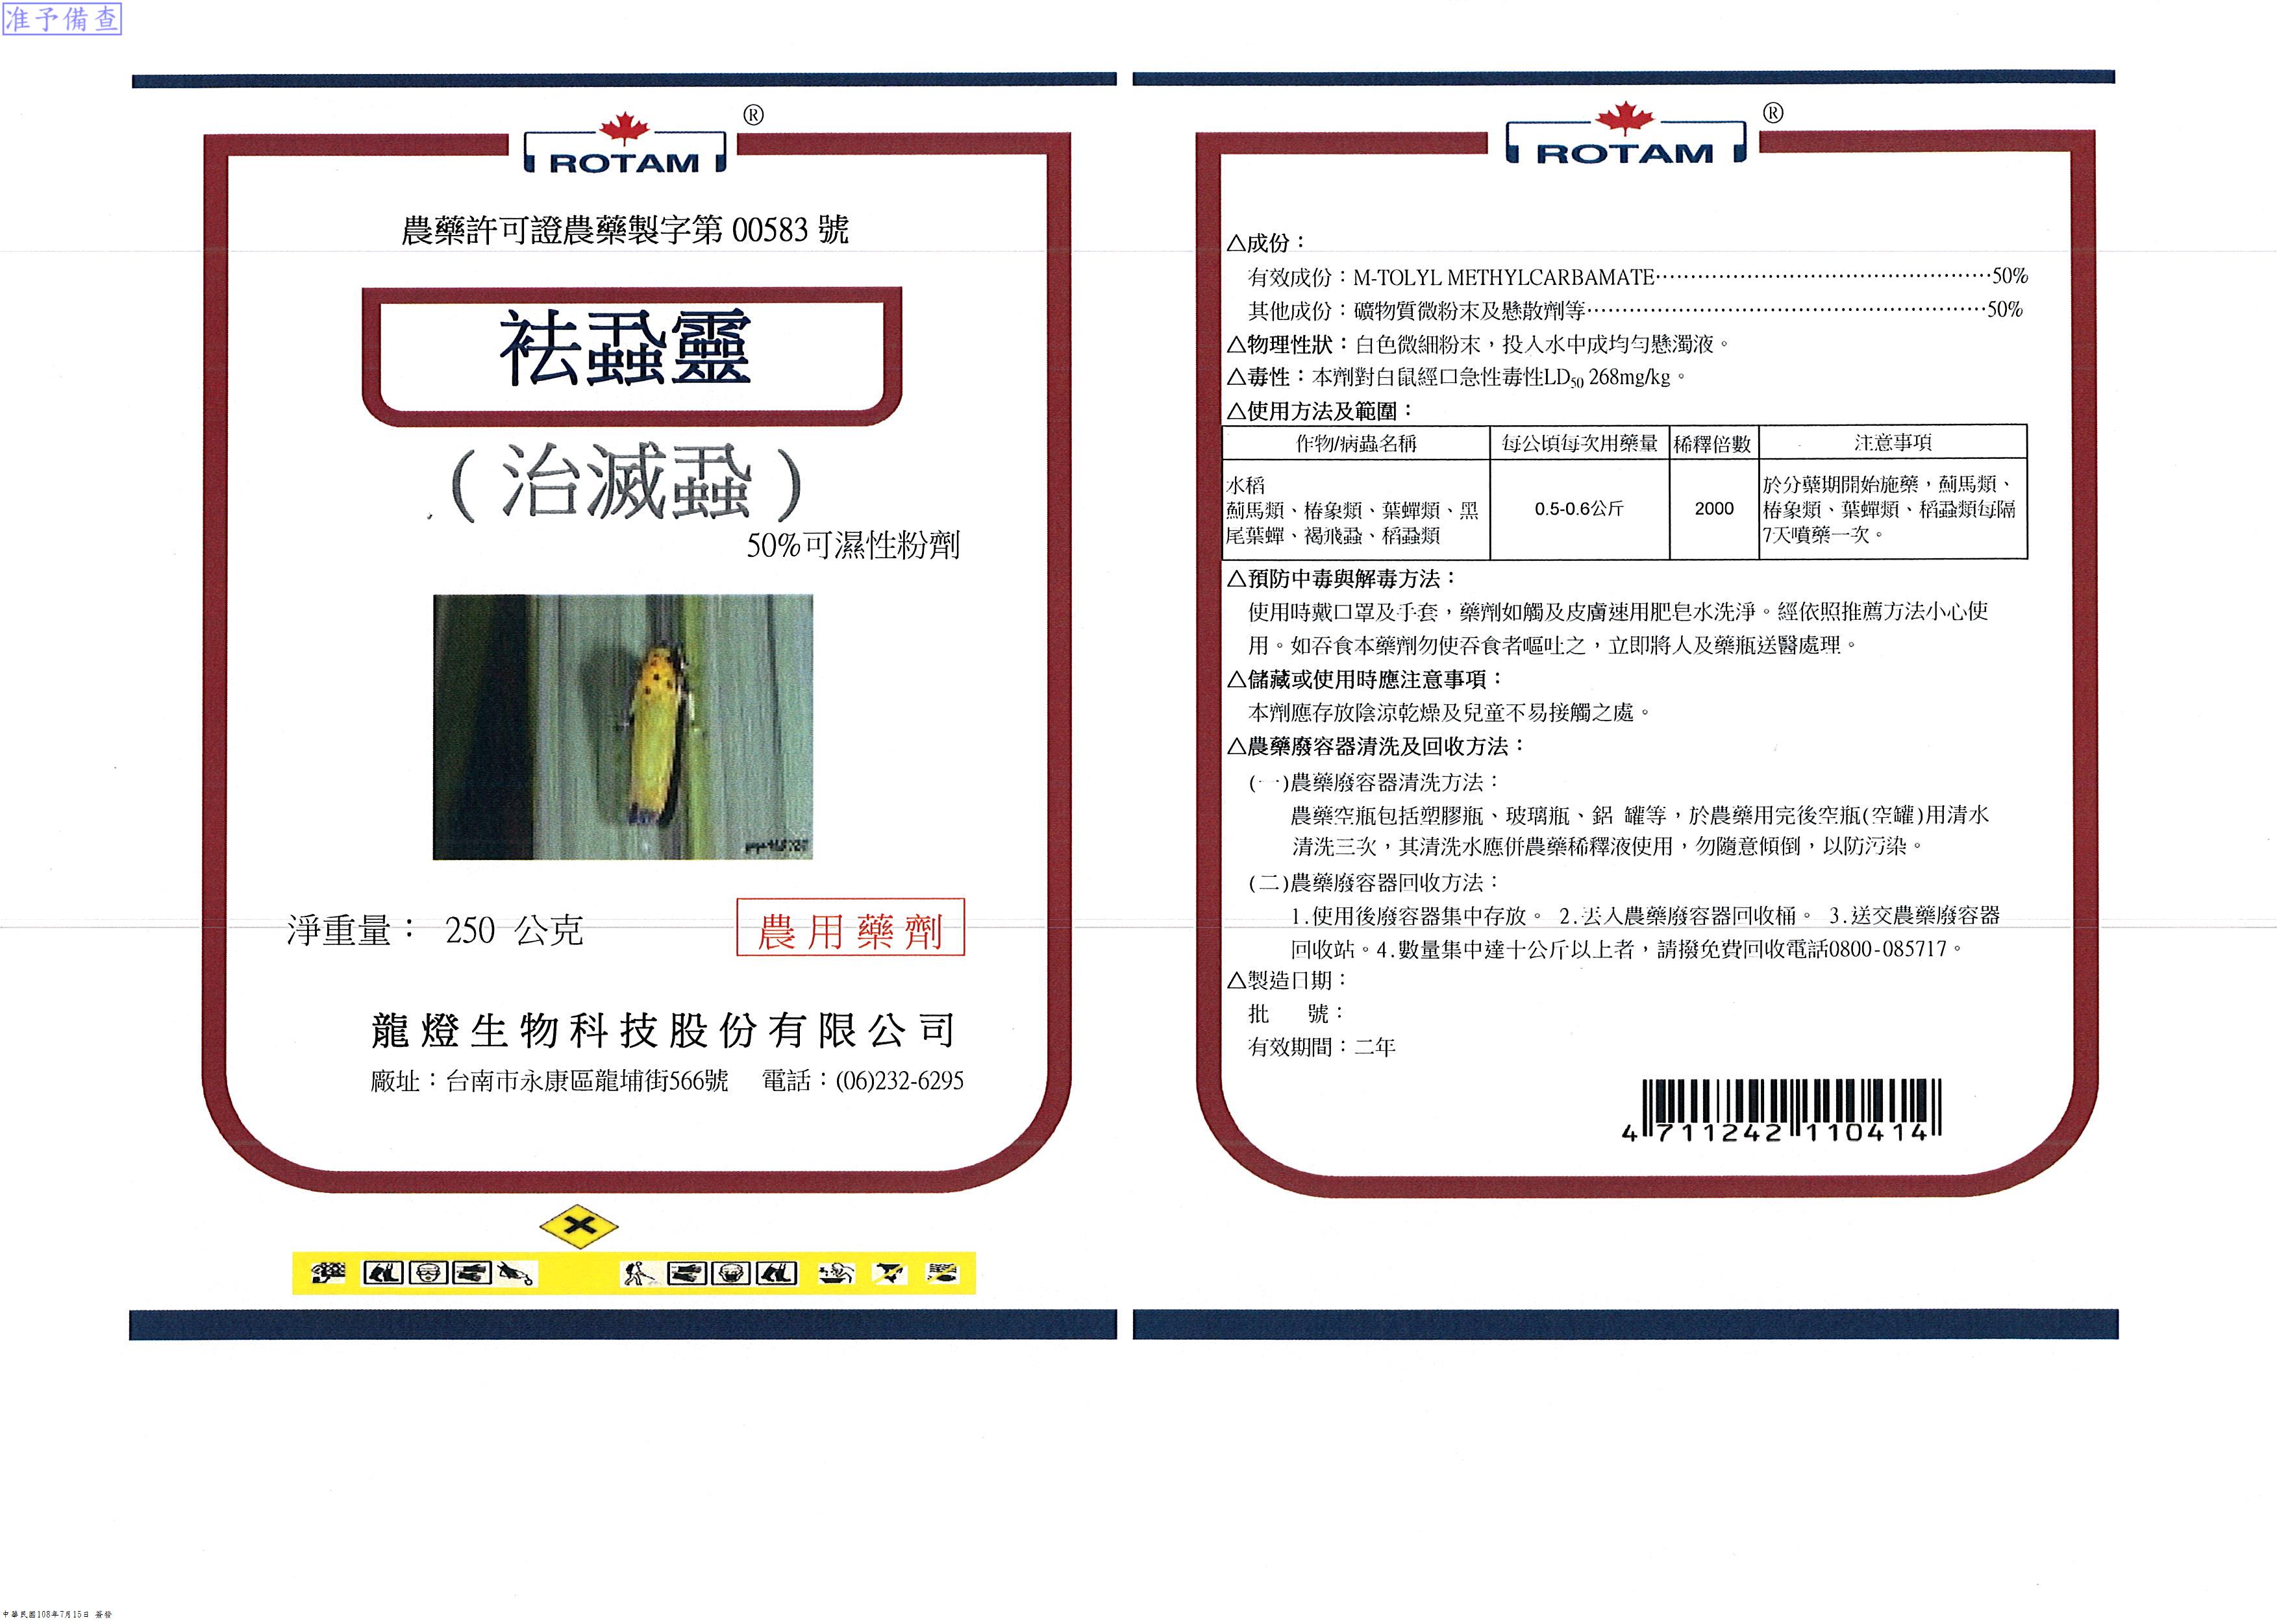 准予備查
ROTAM ®
農藥許可證農藥製字第 00583 號
祛蝨靈
(治滅蝨)
50%可濕性粉劑
淨重量： 250 公克
農用藥劑
龍燈生物科技股份有限公司
廠址：台南市永康區龍埔街566號 電話：(06)232-6295
ROTAM ®
△成份：
有效成份：M-TOLYL METHYLCARBAMATE⋯⋯⋯⋯⋯⋯⋯⋯⋯⋯⋯⋯⋯⋯50%
其他成份：礦物質微粉末及懸散劑等⋯⋯⋯⋯⋯⋯⋯⋯⋯⋯⋯⋯⋯⋯⋯⋯⋯⋯50%
△物理性狀：白色微細粉末，投入水中成均勻懸濁液。
△毒性：本劑對白鼠經口急性毒性LD50 268mg/kg。
△使用方法及範圍：
作物/病蟲名稱 每公頃每次用藥量 稀釋倍數 注意事項
水稻
薊馬類、椿象類、葉蟬類、黑
尾葉蟬、褐飛蝨、稻蝨類
0.5-0.6公斤
2000
於分蘗期開始施藥，薊馬類、
椿象類、葉蟬類、稻蝨類每隔
7天噴藥一次。
△預防中毒與解毒方法：
使用時戴口罩及手套，藥劑如觸及皮膚速用肥皂水洗淨。經依照推薦方法小心使
用。如吞食本藥劑勿使吞食者嘔吐之，立即將人及藥瓶送醫處理。
△儲藏或使用時應注意事項：
本劑應存放陰涼乾燥及兒童不易接觸之處。
△農藥廢容器清洗及回收方法：
(一)農藥廢容器清洗方法：
農藥空瓶包括塑膠瓶、玻璃瓶、鋁 罐等，於農藥用完後空瓶(空罐)用清水
清洗三次，其清洗水應併農藥稀釋液使用，勿隨意傾倒，以防污染。
(二)農藥廢容器回收方法：
1.使用後廢容器集中存放。 2.丟入農藥廢容器回收桶。 3.送交農藥廢容器
回收站。4.數量集中達十公斤以上者，請撥免費回收電話0800-085717。
△製造日期：
批 號：
有效期間：二年
4 711242 110414
中華民國108年7月15日 簽發